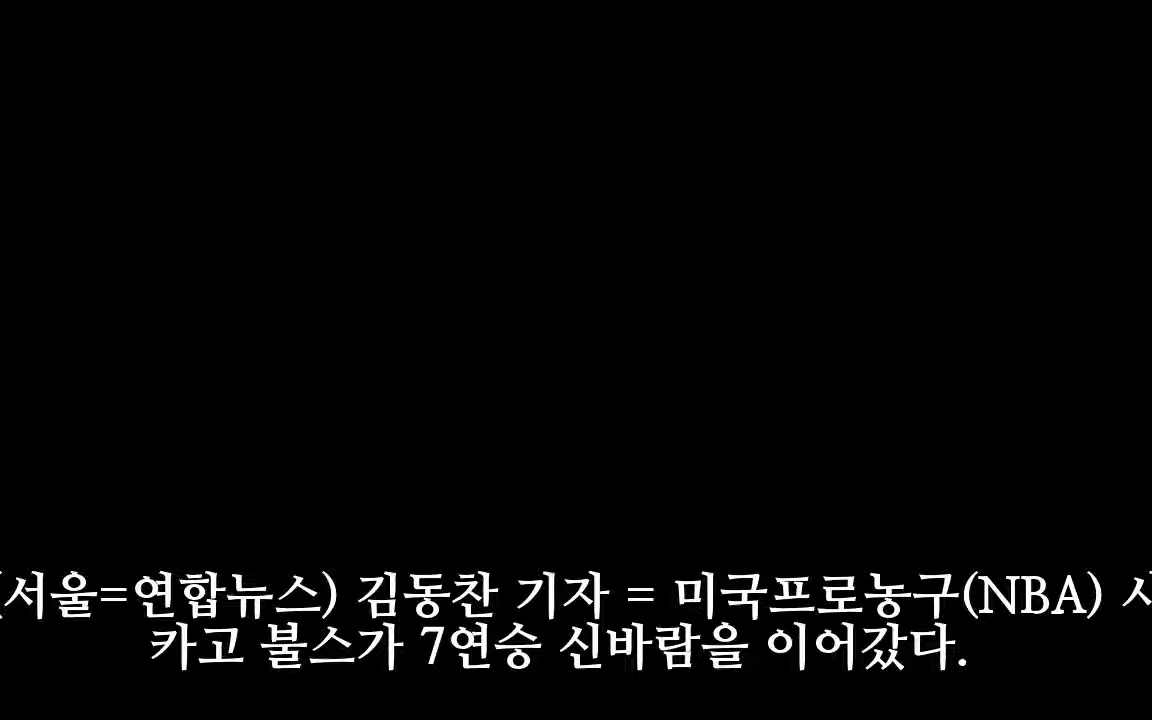 (서울=연합뉴스) 김동찬 기자 = 미국프로농구(NBA) 시
카고 불스가 7연승 신바람을 이어갔다.